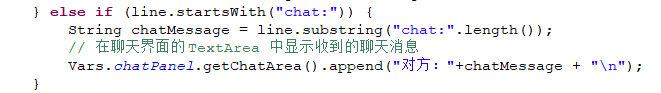 } else if (line.startsWith("chat:")) {
String chatMessage = line.substring("chat:".length());
// 在聊天界面的TextArea 中显示收到的聊天消息
Vars.chatPanel.getChatArea().append("对方："+chatMessage + "\n");
}